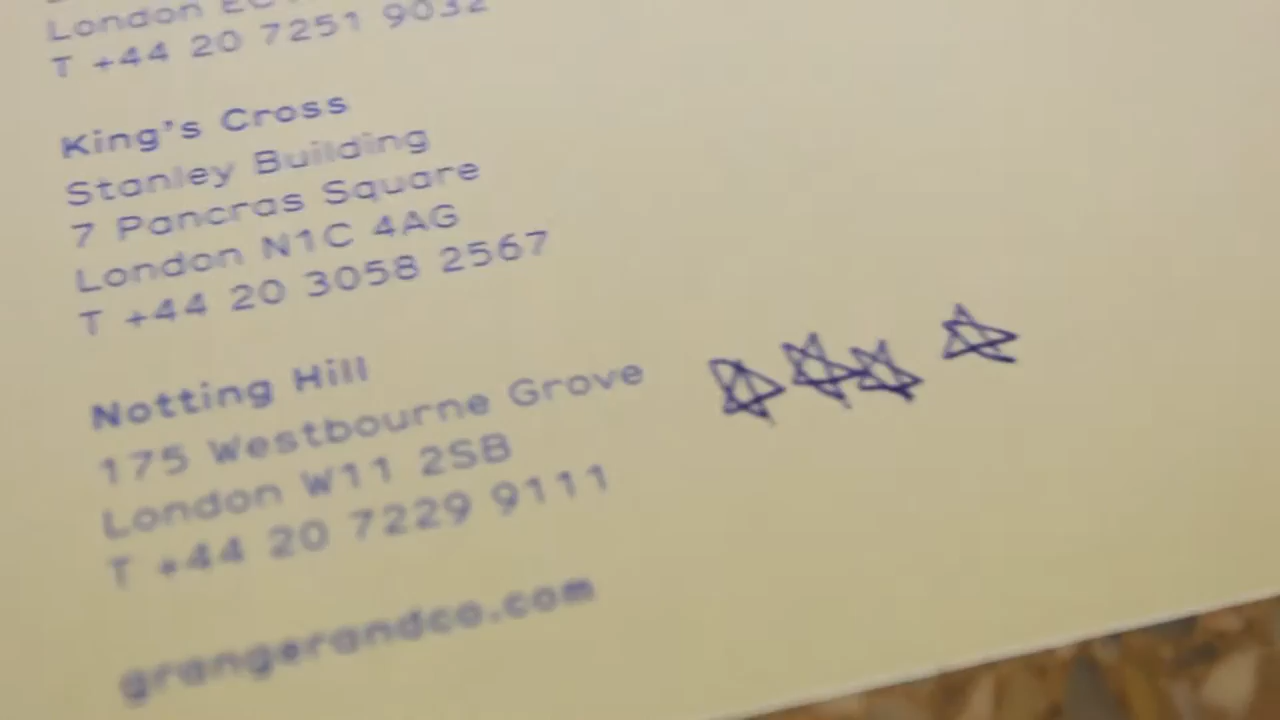 London
T +44 20 7251 9032
King's Cross
Stanley Building
7 Pancras Square
London N1C 4AG
T +44 20 3058 2567
Notting Hill
175 Westbourne Grove
London W11 2SB
T +44 20 7229 9111
grangerandco.com